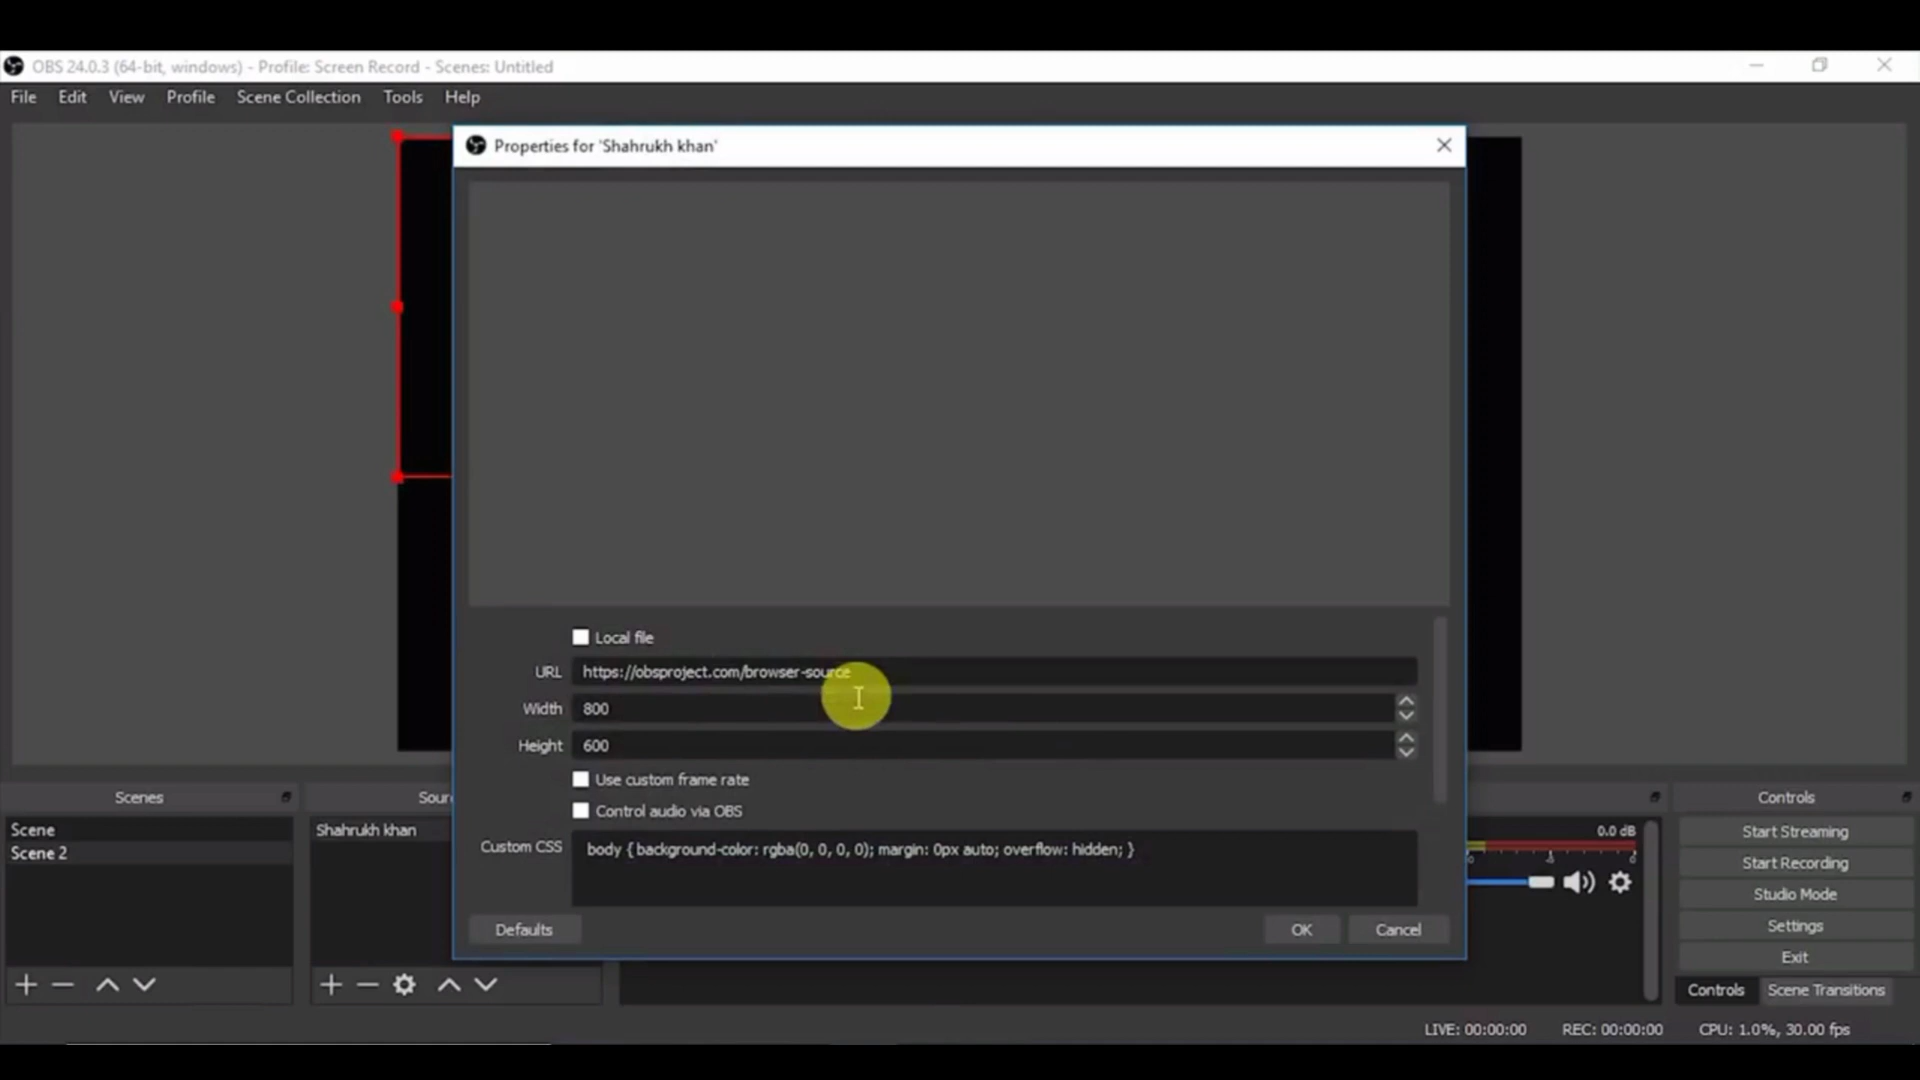 OBS 24.0.3 (64-bit, windows) - Profile: Screen Record - Scenes: Untitled
File Edit View Profile Scene Collection Tools Help
Properties for 'Shahrukh khan'
Local file
URL https://obsproject.com/browser-source
Width 800
Height 600
Use custom frame rate
Control audio via OBS
Custom CSS body { background-color: rgba(0, 0, 0, 0); margin: 0px auto; overflow: hidden; }
Defaults OK Cancel
Scenes
Scene
Scene 2
Sour
Shahrukh khan
0.0 dB
Controls
Start Streaming
Start Recording
Studio Mode
Settings
Exit
Controls Scene Transitions
LIVE: 00:00:00 REC: 00:00:00 CPU: 1.0%, 30.00 fps